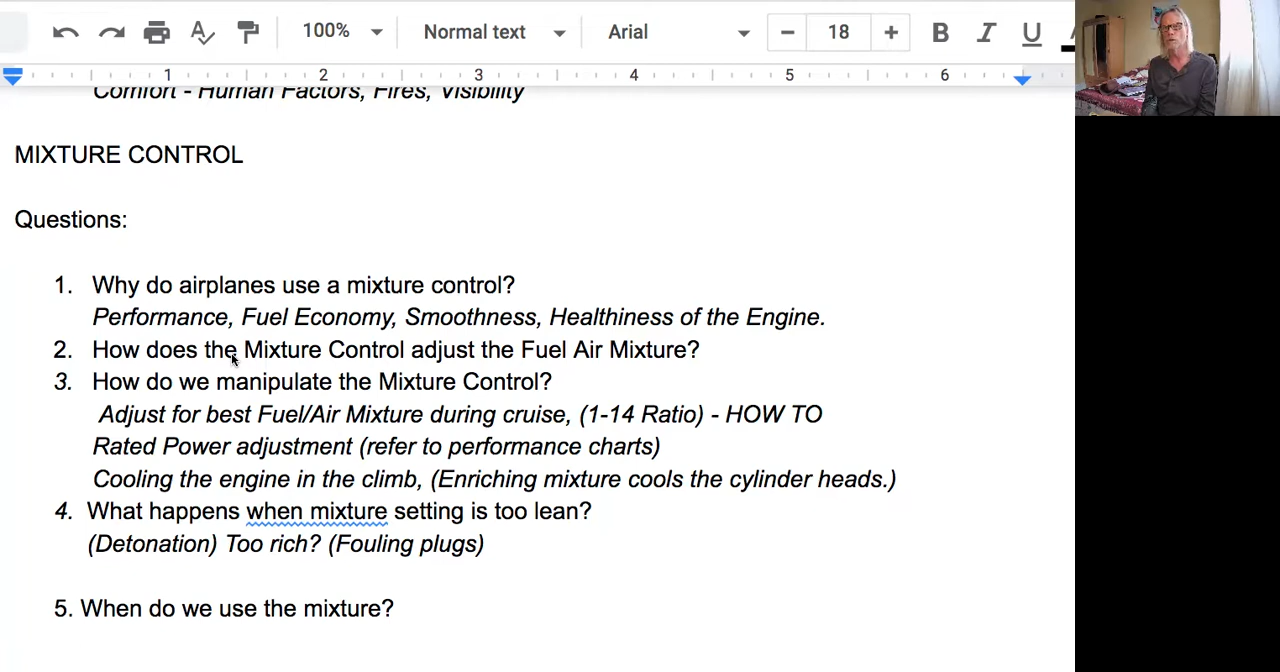 100% Normal text Arial 18 B I U
1 2 3 4 5 6
Comfort - Human Factors, Fires, Visibility
MIXTURE CONTROL
Questions:
1. Why do airplanes use a mixture control?
Performance, Fuel Economy, Smoothness, Healthiness of the Engine.
2. How does the Mixture Control adjust the Fuel Air Mixture?
3. How do we manipulate the Mixture Control?
Adjust for best Fuel/Air Mixture during cruise, (1-14 Ratio) - HOW TO
Rated Power adjustment (refer to performance charts)
Cooling the engine in the climb, (Enriching mixture cools the cylinder heads.)
4. What happens when mixture setting is too lean?
(Detonation) Too rich? (Fouling plugs)
5. When do we use the mixture?